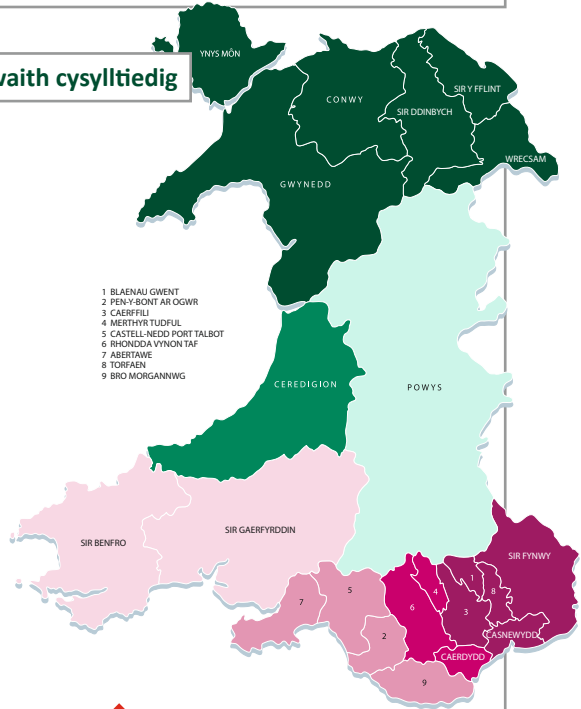 YNYS MÔN
cysylltiedig
CONWY
SIR Y FFLINT
SIR DDINBYCH
WRECSAM
GWYNEDD
1 BLAENAU GWENT
2 PEN-Y-BONT AR OGWR
3 CAERFFILI
4 MERTHYR TUDFUL
5 CASTELL-NEDD PORT TALBOT
6 RHONDDA VYNON TAF
7 ABERTAWE
8 TORFAEN
9 BRO MORGANNWG
CEREDIGION
POWYS
SIR GAERFYRDDIN
SIR BENFRO
SIR FYNWY
1
5
4
8
7
6
3
2
CASNEWYDD
CAERDYDD
9